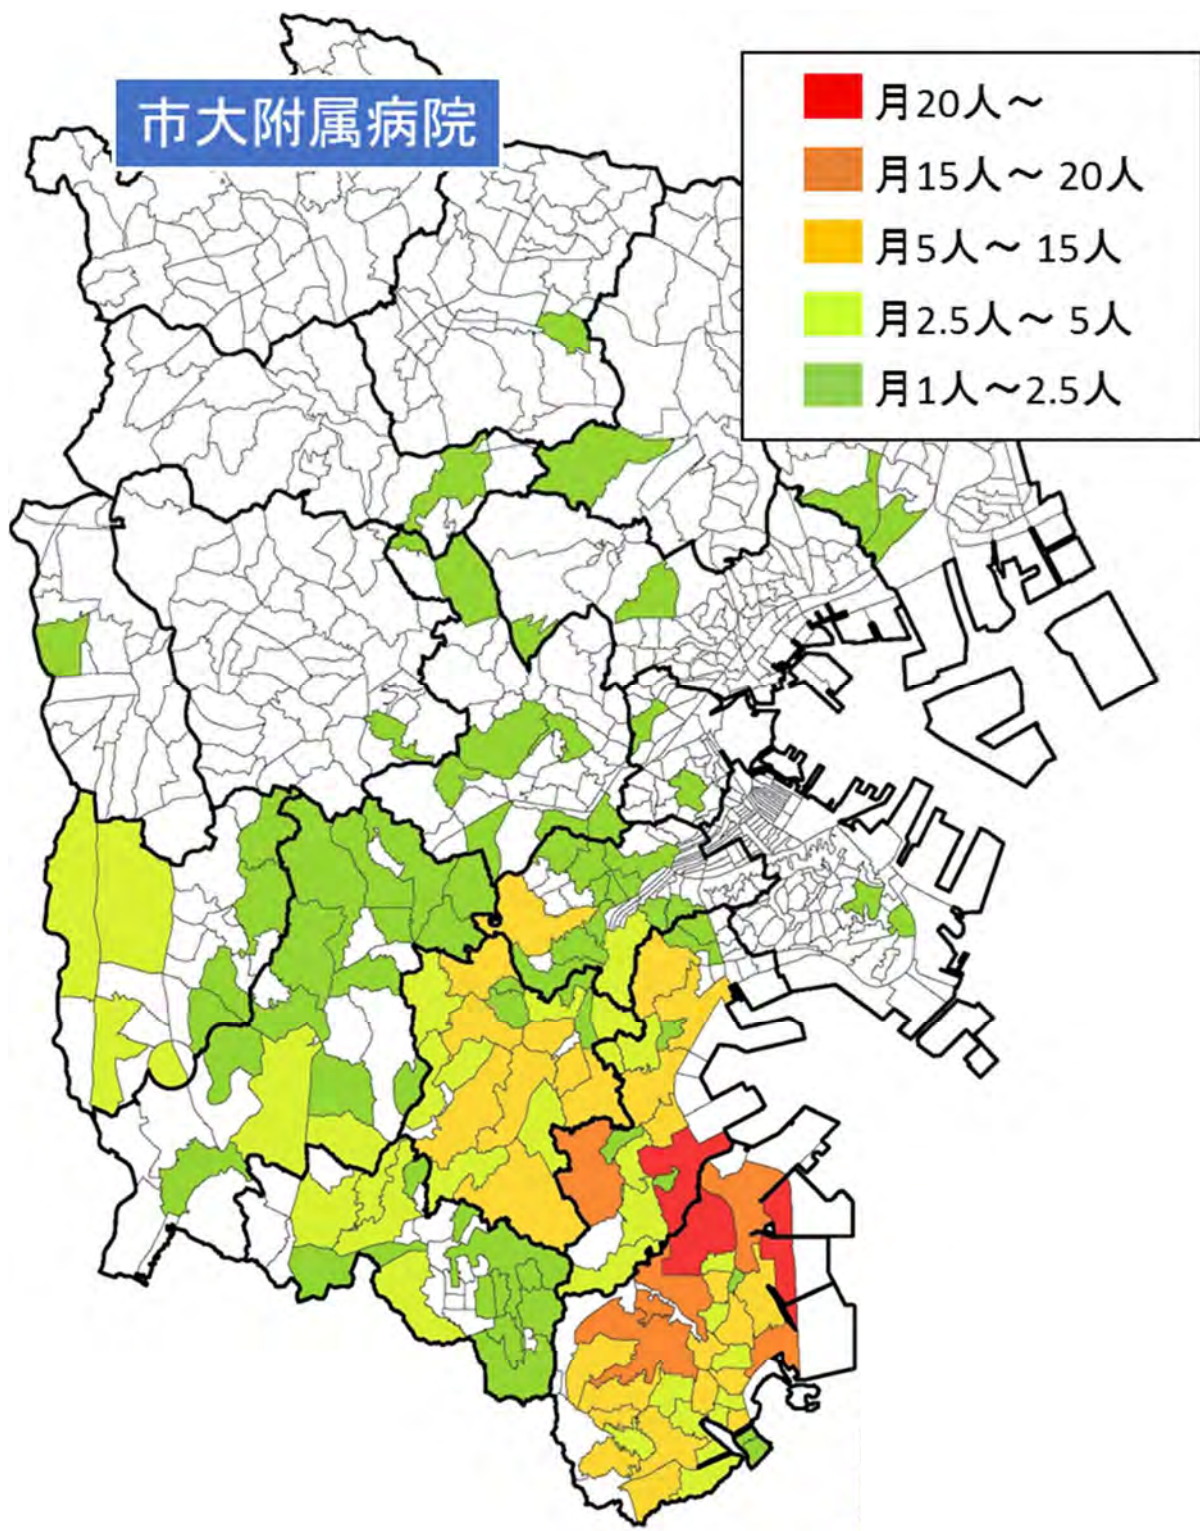 市大附属病院
月20人～
月15人～ 20人
月5人～ 15人
月2.5人～ 5人
月1人～2.5人